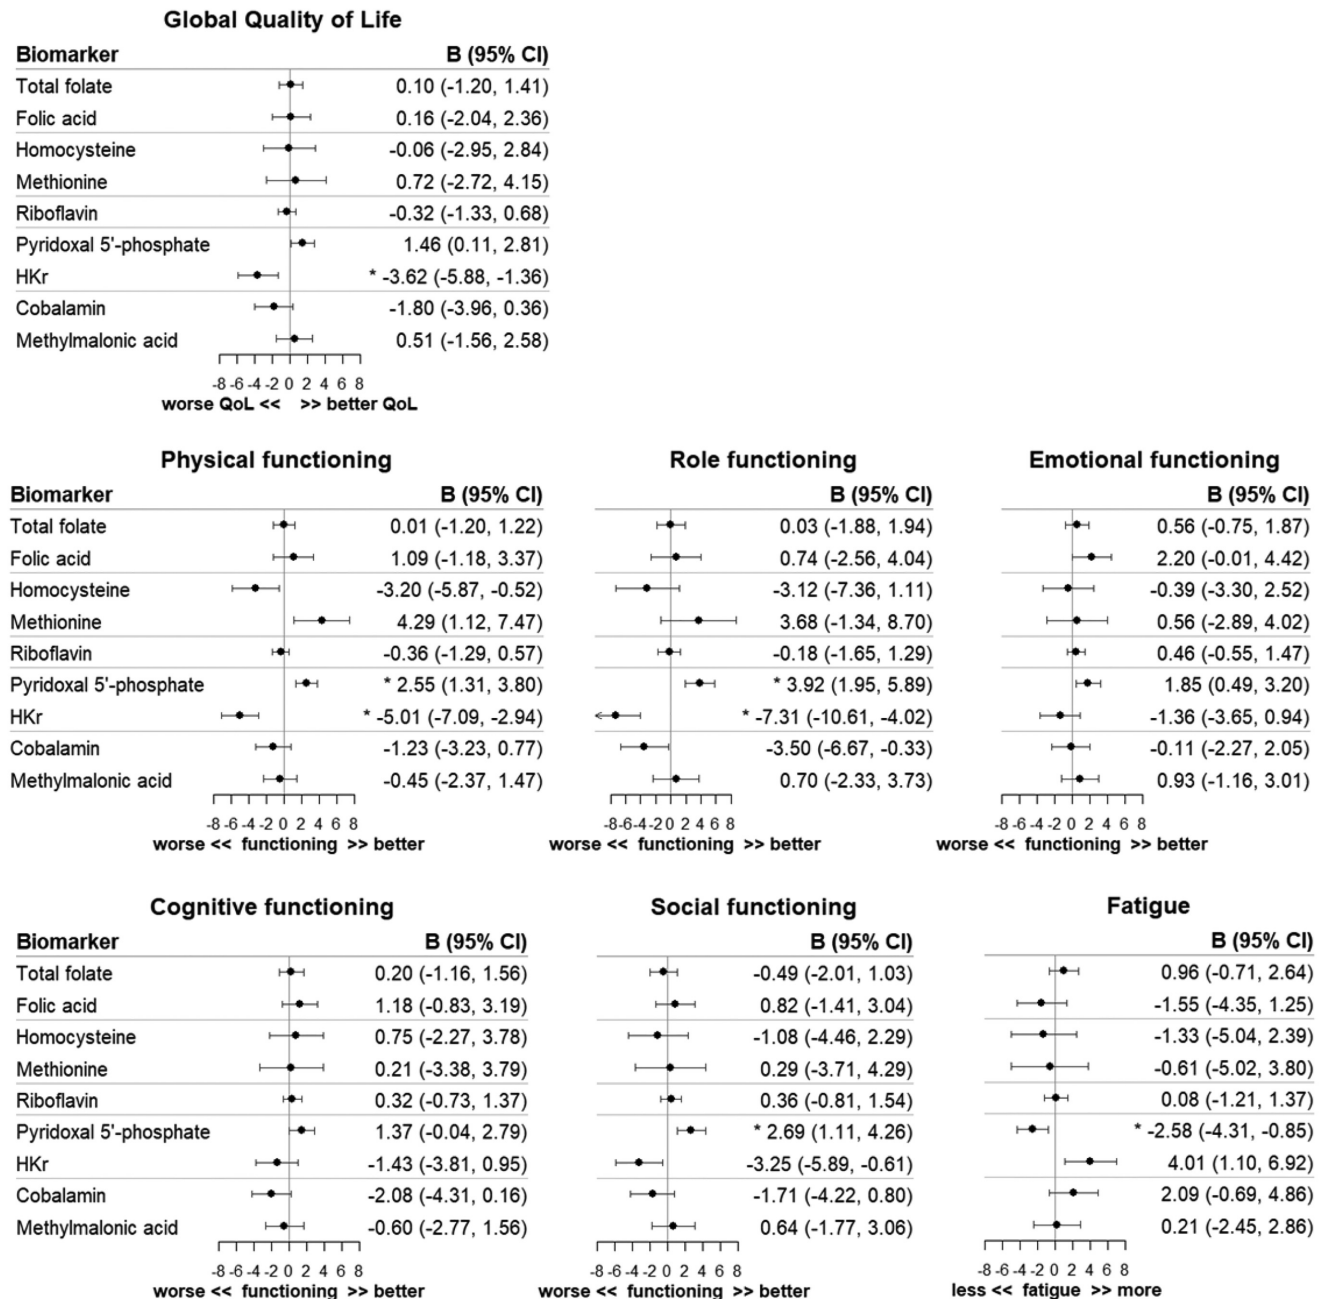 Global Quality of Life
Biomarker B (95% CI)
Total folate 0.10 (-1.20, 1.41)
Folic acid 0.16 (-2.04, 2.36)
Homocysteine -0.06 (-2.95, 2.84)
Methionine 0.72 (-2.72, 4.15)
Riboflavin -0.32 (-1.33, 0.68)
Pyridoxal 5'-phosphate 1.46 (0.11, 2.81)
HKr * -3.62 (-5.88, -1.36)
Cobalamin -1.80 (-3.96, 0.36)
Methylmalonic acid 0.51 (-1.56, 2.58)
-8 -6 -4 -2 0 2 4 6 8
worse QoL << >> better QoL
Physical functioning
Biomarker B (95% CI)
Total folate 0.01 (-1.20, 1.22)
Folic acid 1.09 (-1.18, 3.37)
Homocysteine -3.20 (-5.87, -0.52)
Methionine 4.29 (1.12, 7.47)
Riboflavin -0.36 (-1.29, 0.57)
Pyridoxal 5'-phosphate * 2.55 (1.31, 3.80)
HKr * -5.01 (-7.09, -2.94)
Cobalamin -1.23 (-3.23, 0.77)
Methylmalonic acid -0.45 (-2.37, 1.47)
-8 -6 -4 -2 0 2 4 6 8
worse << functioning >> better
Role functioning
B (95% CI)
0.03 (-1.88, 1.94)
0.74 (-2.56, 4.04)
-3.12 (-7.36, 1.11)
3.68 (-1.34, 8.70)
-0.18 (-1.65, 1.29)
* 3.92 (1.95, 5.89)
* -7.31 (-10.61, -4.02)
-3.50 (-6.67, -0.33)
0.70 (-2.33, 3.73)
-8 -6 -4 -2 0 2 4 6 8
worse << functioning >> better
Emotional functioning
B (95% CI)
0.56 (-0.75, 1.87)
2.20 (-0.01, 4.42)
-0.39 (-3.30, 2.52)
0.56 (-2.89, 4.02)
0.46 (-0.55, 1.47)
1.85 (0.49, 3.20)
-1.36 (-3.65, 0.94)
-0.11 (-2.27, 2.05)
0.93 (-1.16, 3.01)
-8 -6 -4 -2 0 2 4 6 8
worse << functioning >> better
Cognitive functioning
Biomarker B (95% CI)
Total folate 0.20 (-1.16, 1.56)
Folic acid 1.18 (-0.83, 3.19)
Homocysteine 0.75 (-2.27, 3.78)
Methionine 0.21 (-3.38, 3.79)
Riboflavin 0.32 (-0.73, 1.37)
Pyridoxal 5'-phosphate 1.37 (-0.04, 2.79)
HKr -1.43 (-3.81, 0.95)
Cobalamin -2.08 (-4.31, 0.16)
Methylmalonic acid -0.60 (-2.77, 1.56)
-8 -6 -4 -2 0 2 4 6 8
worse << functioning >> better
Social functioning
B (95% CI)
-0.49 (-2.01, 1.03)
0.82 (-1.41, 3.04)
-1.08 (-4.46, 2.29)
0.29 (-3.71, 4.29)
0.36 (-0.81, 1.54)
* 2.69 (1.11, 4.26)
-3.25 (-5.89, -0.61)
-1.71 (-4.22, 0.80)
0.64 (-1.77, 3.06)
-8 -6 -4 -2 0 2 4 6 8
worse << functioning >> better
Fatigue
B (95% CI)
0.96 (-0.71, 2.64)
-1.55 (-4.35, 1.25)
-1.33 (-5.04, 2.39)
-0.61 (-5.02, 3.80)
0.08 (-1.21, 1.37)
* -2.58 (-4.31, -0.85)
4.01 (1.10, 6.92)
2.09 (-0.69, 4.86)
0.21 (-2.45, 2.86)
-8 -6 -4 -2 0 2 4 6 8
less << fatigue >> more